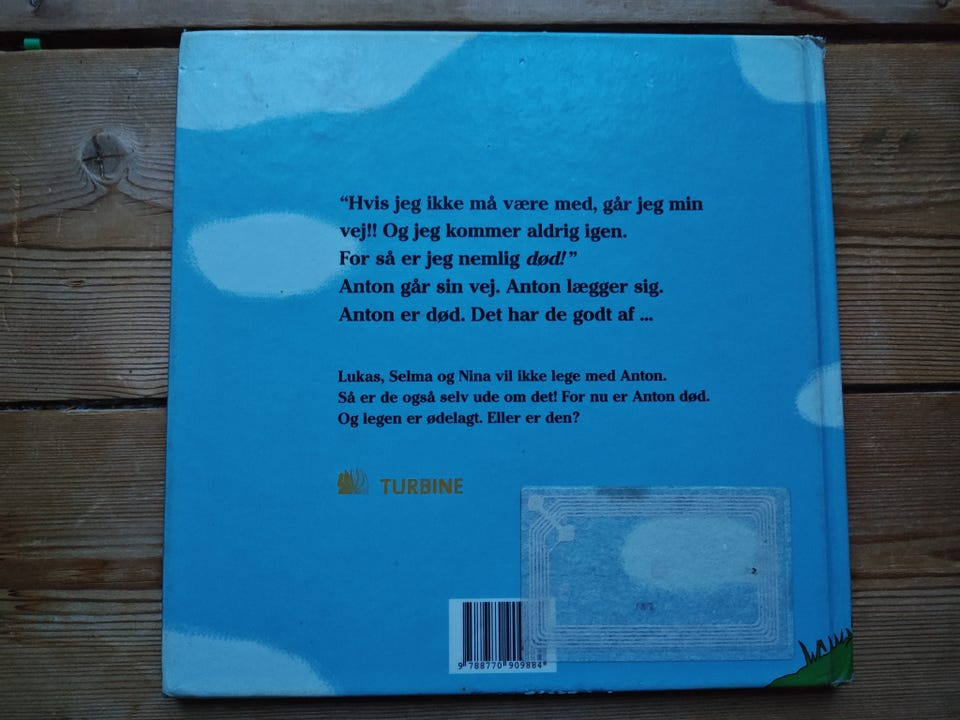 “Hvis jeg ikke må være med, går jeg min
vej!! Og jeg kommer aldrig igen.
For så er jeg nemlig død!”
Anton går sin vej. Anton lægger sig.
Anton er død. Det har de godt af ...
Lukas, Selma og Nina vil ikke lege med Anton.
Så er de også selv ude om det! For nu er Anton død.
Og legen er ødelagt. Eller er den?
TURBINE
9 788770 909884